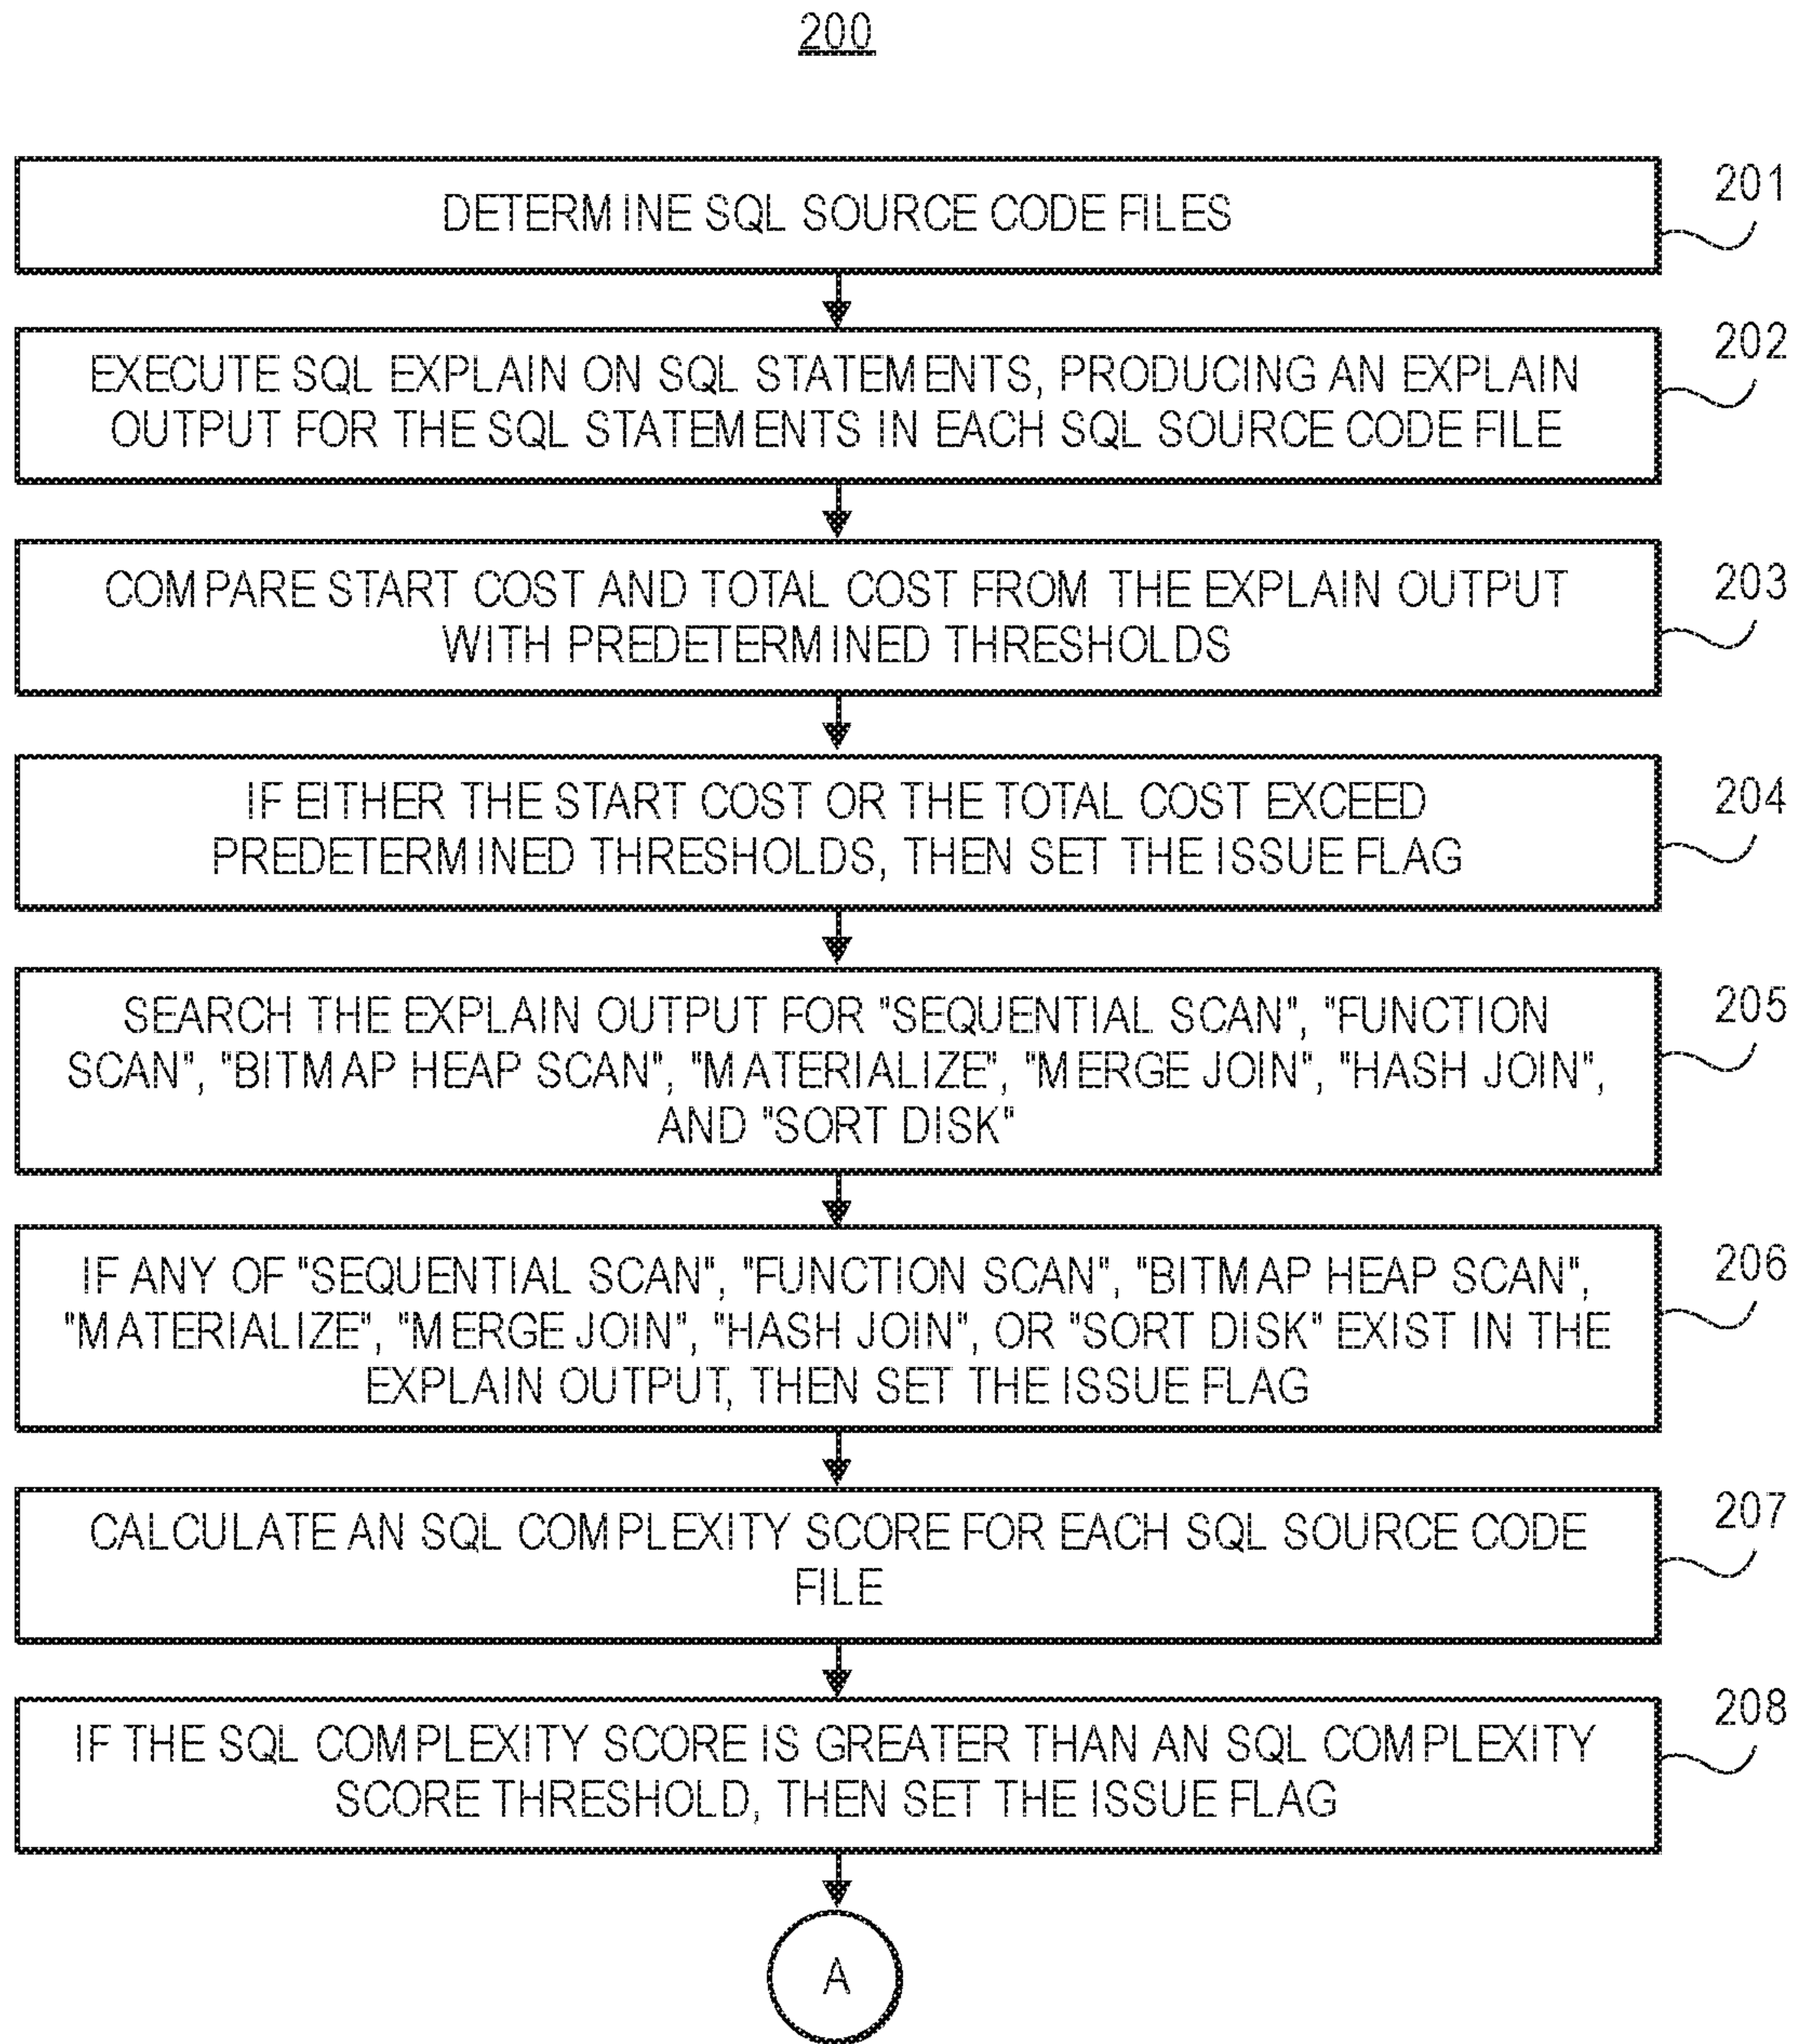 200
DETERMINE SQL SOURCE CODE FILES
201
EXECUTE SQL EXPLAIN ON SQL STATEMENTS, PRODUCING AN EXPLAIN
OUTPUT FOR THE SQL STATEMENTS IN EACH SQL SOURCE CODE FILE
202
COMPARE START COST AND TOTAL COST FROM THE EXPLAIN OUTPUT
WITH PREDETERMINED THRESHOLDS
203
IF EITHER THE START COST OR THE TOTAL COST EXCEED
PREDETERMINED THRESHOLDS, THEN SET THE ISSUE FLAG
204
SEARCH THE EXPLAIN OUTPUT FOR "SEQUENTIAL SCAN", "FUNCTION
SCAN", "BITMAP HEAP SCAN", "MATERIALIZE", "MERGE JOIN", "HASH JOIN",
AND "SORT DISK"
205
IF ANY OF "SEQUENTIAL SCAN", "FUNCTION SCAN", "BITMAP HEAP SCAN",
"MATERIALIZE", "MERGE JOIN", "HASH JOIN", OR "SORT DISK" EXIST IN THE
EXPLAIN OUTPUT, THEN SET THE ISSUE FLAG
206
CALCULATE AN SQL COMPLEXITY SCORE FOR EACH SQL SOURCE CODE
FILE
207
IF THE SQL COMPLEXITY SCORE IS GREATER THAN AN SQL COMPLEXITY
SCORE THRESHOLD, THEN SET THE ISSUE FLAG
208
A